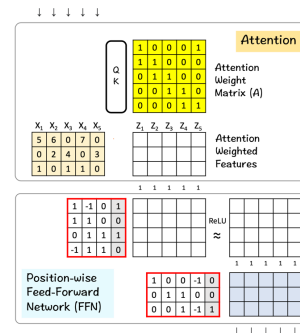 Attention
Q
K
1 0 0 0 1
1 1 0 0 0
0 1 1 0 0
0 0 1 1 0
0 0 0 1 1
Attention
Weight
Matrix (A)
X₁ X₂ X₃ X₄ X₅
5 6 0 7 0
0 2 4 0 3
1 0 1 1 0
Z₁ Z₂ Z₃ Z₄ Z₅
Attention
Weighted
Features
1 1 1 1 1
1 -1 0 1
1 1 0 0
0 1 1 1
-1 1 1 0
ReLU
≈
1 1 1 1 1
Position-wise
Feed-Forward
Network (FFN)
1 0 0 -1 0
0 1 1 0 0
0 0 1 -1 1